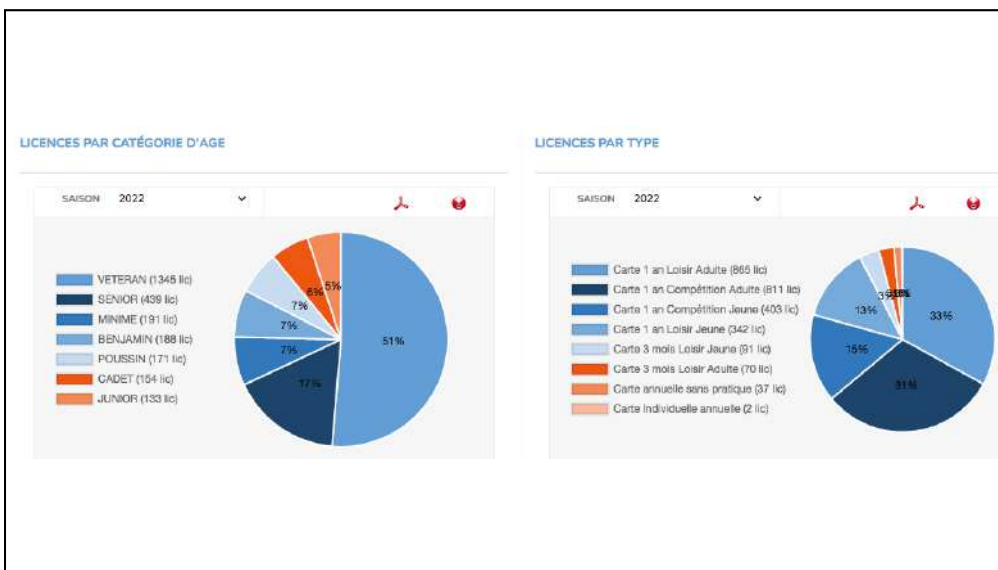 LICENCES PAR CATÉGORIE D'AGE
SAISON 2022
VETERAN (1345 lic)
SENIOR (439 lic)
MINIME (191 lic)
BENJAMIN (188 lic)
POUSSIN (171 lic)
CADET (154 lic)
JUNIOR (133 lic)
51%
17%
7%
7%
7%
6%
5%
LICENCES PAR TYPE
SAISON 2022
Carte 1 an Loisir Adulte (865 lic)
Carte 1 an Compétition Adulte (811 lic)
Carte 1 an Compétition Jeune (403 lic)
Carte 1 an Loisir Jeune (342 lic)
Carte 3 mois Loisir Jeune (91 lic)
Carte 3 mois Loisir Adulte (70 lic)
Carte annuelle sans pratique (37 lic)
Carte Individuelle annuelle (2 lic)
33%
31%
15%
13%
3%